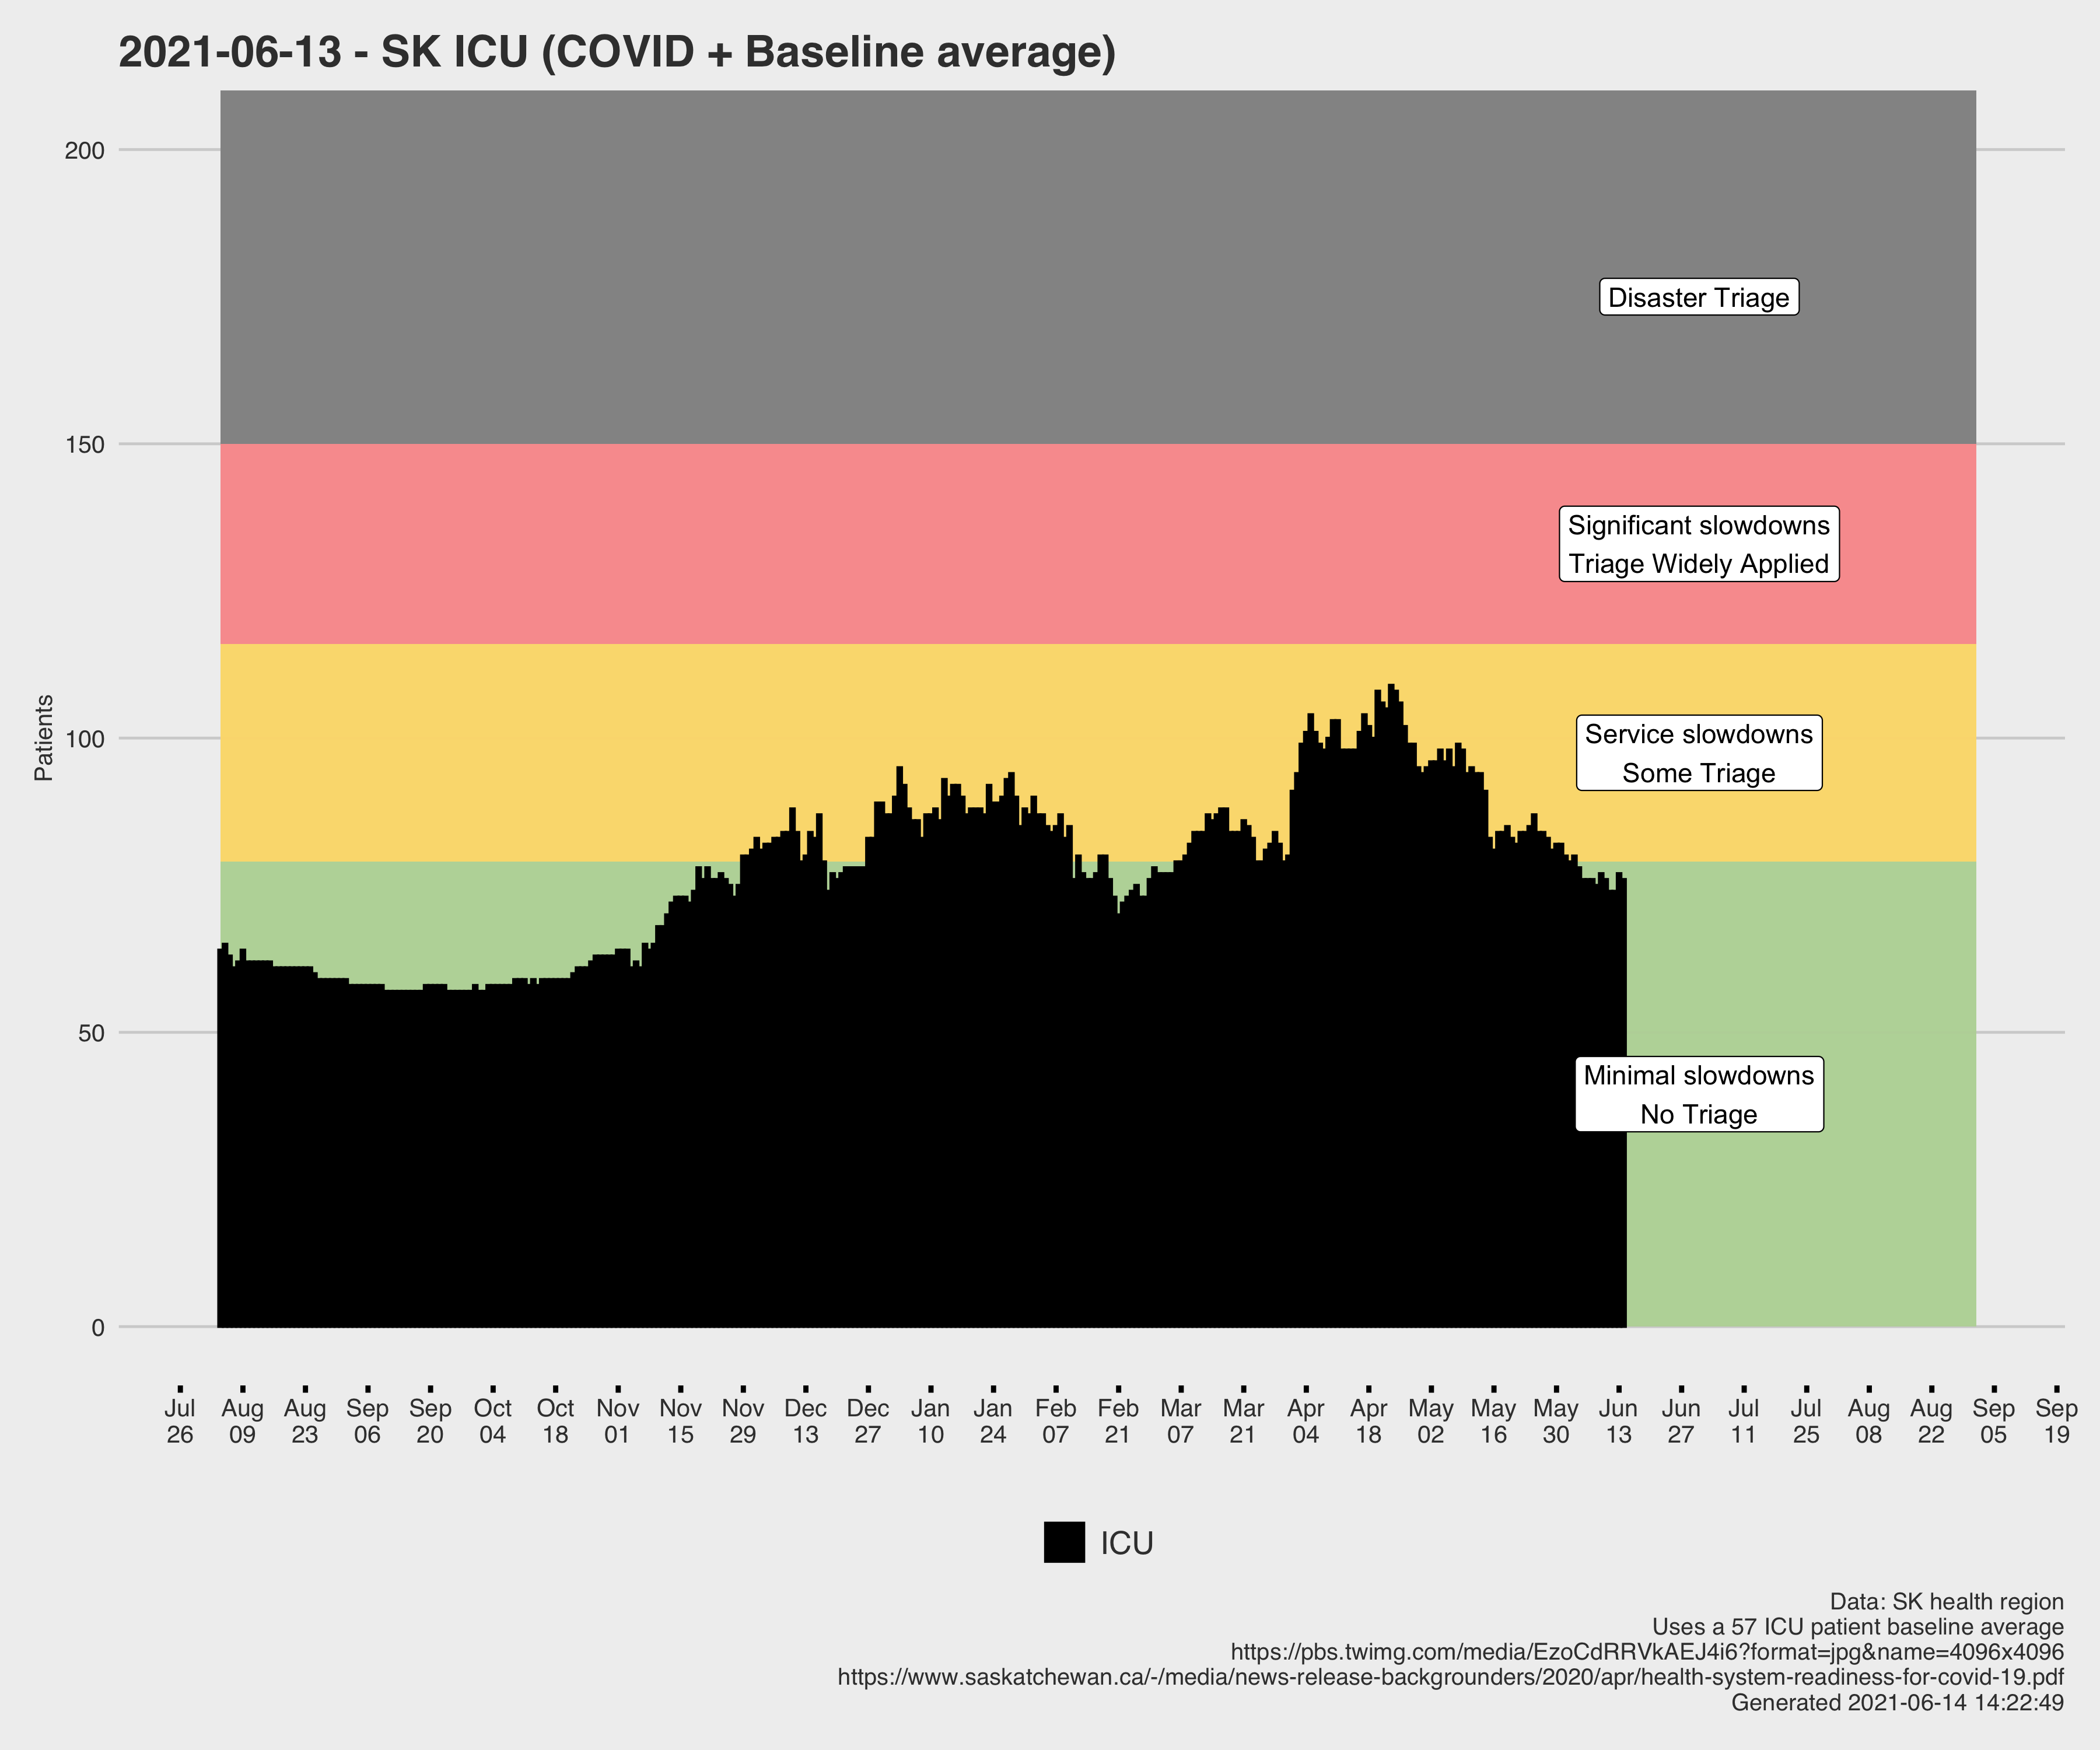 2021-06-13 - SK ICU (COVID + Baseline average)
200
150
100
50
0
Patients
Disaster Triage
Significant slowdowns
Triage Widely Applied
Service slowdowns
Some Triage
Minimal slowdowns
No Triage
Jul Aug Aug Sep Sep Oct Oct Nov Nov Nov Dec Dec Jan Jan Feb Feb Mar Mar Apr Apr May May May Jun Jun Jul Jul Aug Aug Sep Sep
26 09 23 06 20 04 18 01 15 29 13 27 10 24 07 21 07 21 04 18 02 16 30 13 27 11 25 08 22 05 19
ICU
Data: SK health region
Uses a 57 ICU patient baseline average
https://pbs.twimg.com/media/EzoCdRRVkAEJ4i6?format=jpg&name=4096x4096
https://www.saskatchewan.ca/-/media/news-release-backgrounders/2020/apr/health-system-readiness-for-covid-19.pdf
Generated 2021-06-14 14:22:49